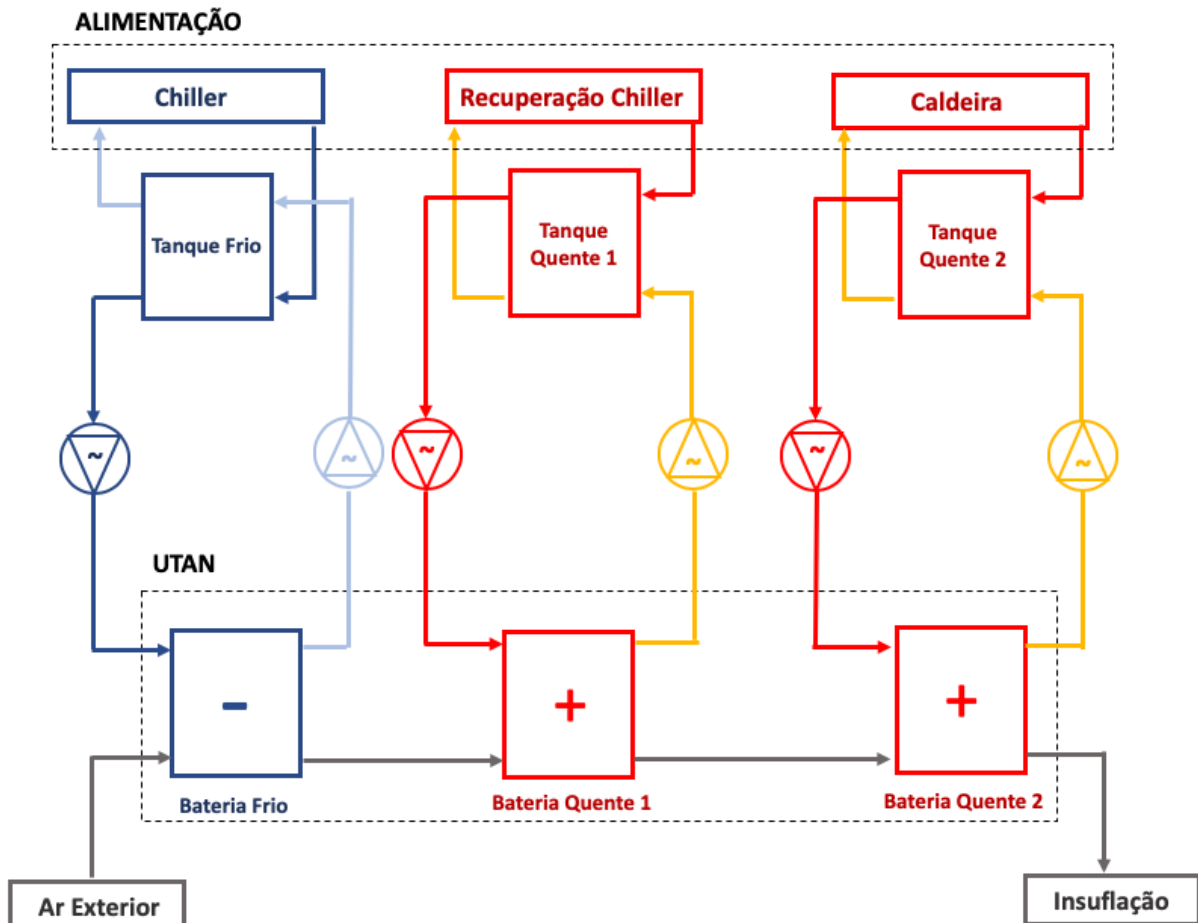 ALIMENTAÇÃO
Chiller
Recuperação Chiller
Caldeira
Tanque Frio
Tanque
Quente 1
Tanque
Quente 2
~
~
~
~
~
~
UTAN
-
+
+
Bateria Frio
Bateria Quente 1
Bateria Quente 2
Ar Exterior
Insuflação